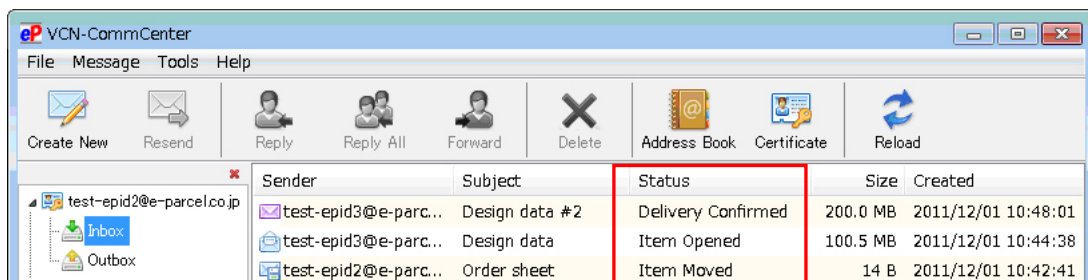 eP VCN-CommCenter
File Message Tools Help
Create New Resend Reply Reply All Forward Delete Address Book Certificate Reload
Sender Subject Status Size Created
test-epid2@e-parcel.co.jp
Inbox
Outbox
test-epid3@e-parc... Design data #2 Delivery Confirmed 200.0 MB 2011/12/01 10:48:01
test-epid3@e-parc... Design data Item Opened 100.5 MB 2011/12/01 10:44:38
test-epid2@e-parc... Order sheet Item Moved 14 B 2011/12/01 10:42:41